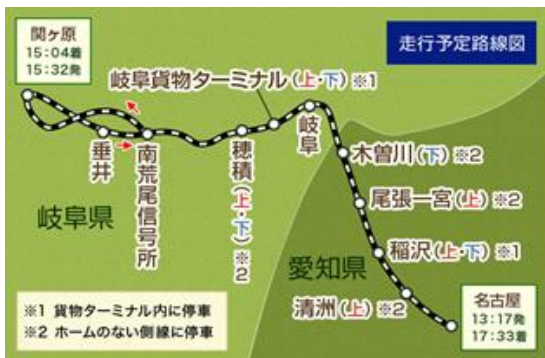 関ヶ原
15:04着
15:32発
走行予定路線図
岐阜貨物ターミナル(上・下)※1
岐阜
木曽川(下)※2
垂井
南荒尾信号所
穂積(上・下)※2
尾張一宮(上)※2
岐阜県
稲沢(上・下)※1
愛知県
清洲(上)※2
名古屋
13:17発
17:33着
※1 貨物ターミナル内に停車
※2 ホームのない側線に停車